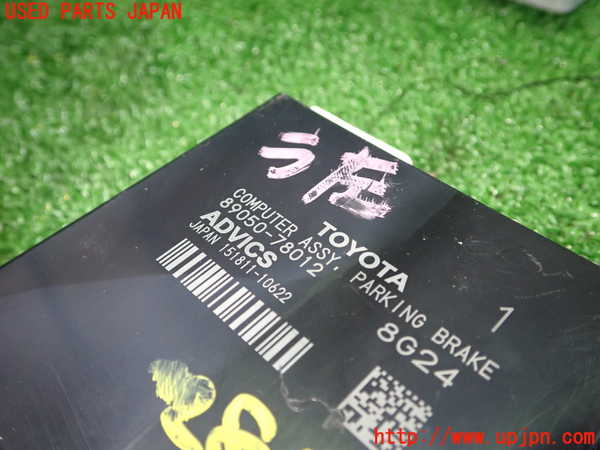 USED PARTS JAPAN
う左
TOYOTA
1
COMPUTER ASSY, PARKING BRAKE
89050-78012
8G24
ADVICS
JAPAN 151811-10622
http://www.upjpn.com/